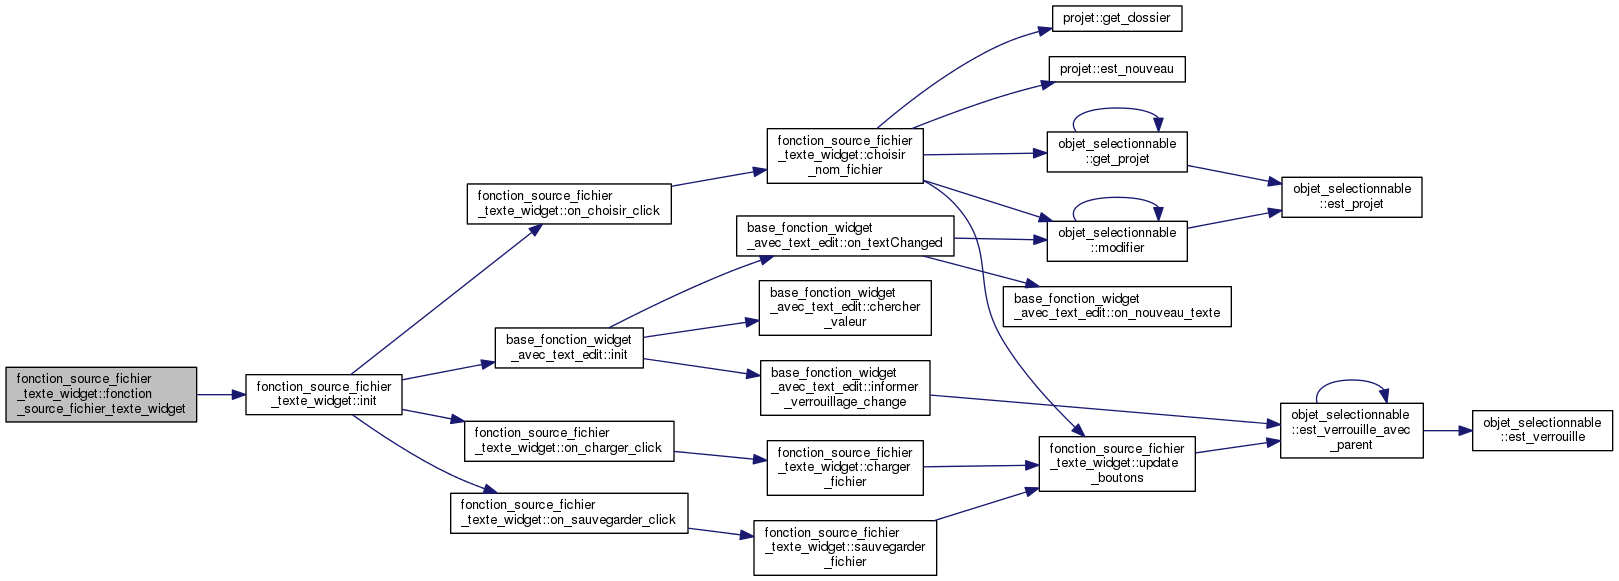 fonction_source_fichier
_texte_widget::fonction
_source_fichier_texte_widget
fonction_source_fichier
_texte_widget::init
fonction_source_fichier
_texte_widget::on_choisir_click
base_fonction_widget
_avec_text_edit::init
fonction_source_fichier
_texte_widget::on_charger_click
fonction_source_fichier
_texte_widget::on_sauvegarder_click
fonction_source_fichier
_texte_widget::choisir
_nom_fichier
base_fonction_widget
_avec_text_edit::on_textChanged
base_fonction_widget
_avec_text_edit::chercher
_valeur
base_fonction_widget
_avec_text_edit::informer
_verrouillage_change
fonction_source_fichier
_texte_widget::charger
_fichier
fonction_source_fichier
_texte_widget::sauvegarder
_fichier
projet::get_dossier
projet::est_nouveau
objet_selectionnable
::get_projet
objet_selectionnable
::modifier
base_fonction_widget
_avec_text_edit::on_nouveau_texte
fonction_source_fichier
_texte_widget::update
_boutons
objet_selectionnable
::est_projet
objet_selectionnable
::est_verrouille_avec
_parent
objet_selectionnable
::est_verrouille